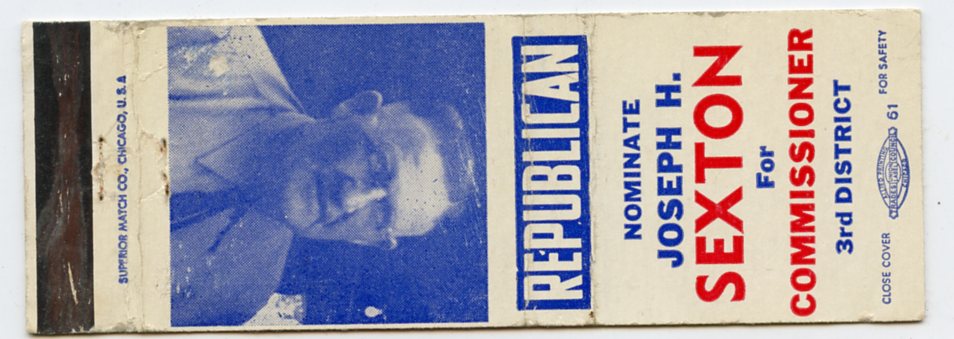 SUPERIOR MATCH CO., CHICAGO, U.S.A
REPUBLICAN
NOMINATE
JOSEPH H.
SEXTON
For
COMMISSIONER
3rd DISTRICT
CLOSE COVER 61 FOR SAFETY